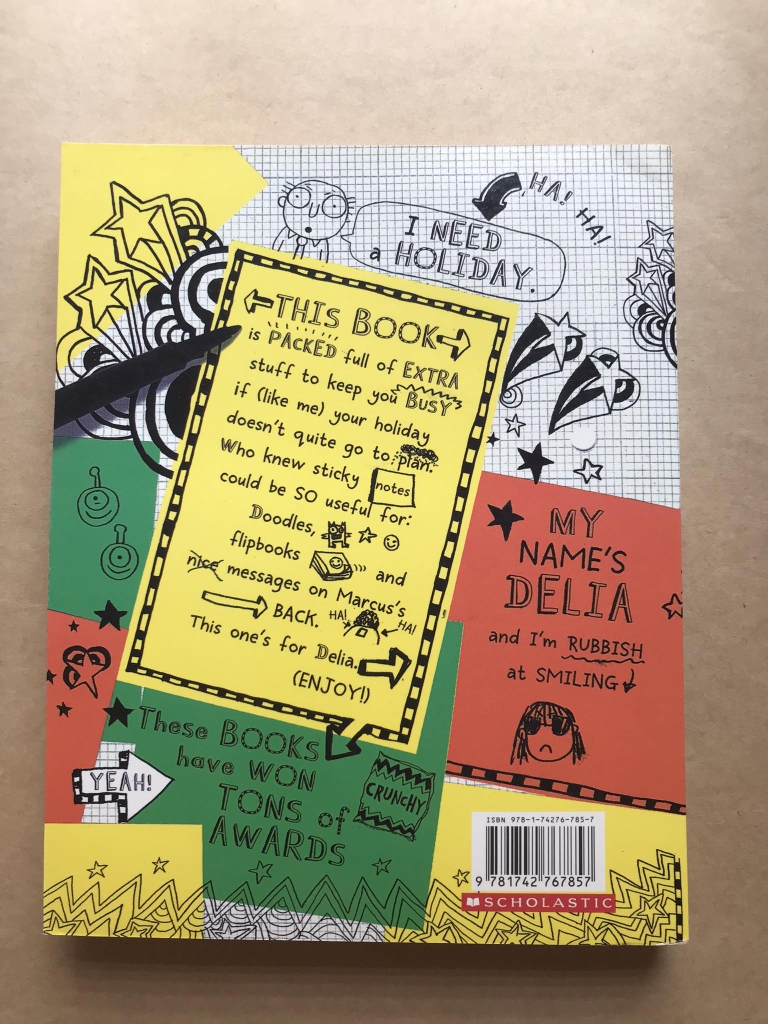 HA! HA!
I NEED
a HOLIDAY.
THIS BOOK
is PACKED full of EXTRA
stuff to keep you BUSY
if (like me) your holiday
doesn't quite go to plan.
Who knew sticky notes
could be SO useful for:
Doodles,
flipbooks and
nice messages on Marcus's
BACK. HA! HA!
This one's for Delia.
(ENJOY!)
MY
NAME'S
DELIA
and I'm RUBBISH
at SMILING
These BOOKS
have WON
TONS of
AWARDS
YEAH!
CRUNCHY
ISBN 978-1-74276-785-7
9 781742 767857
SCHOLASTIC